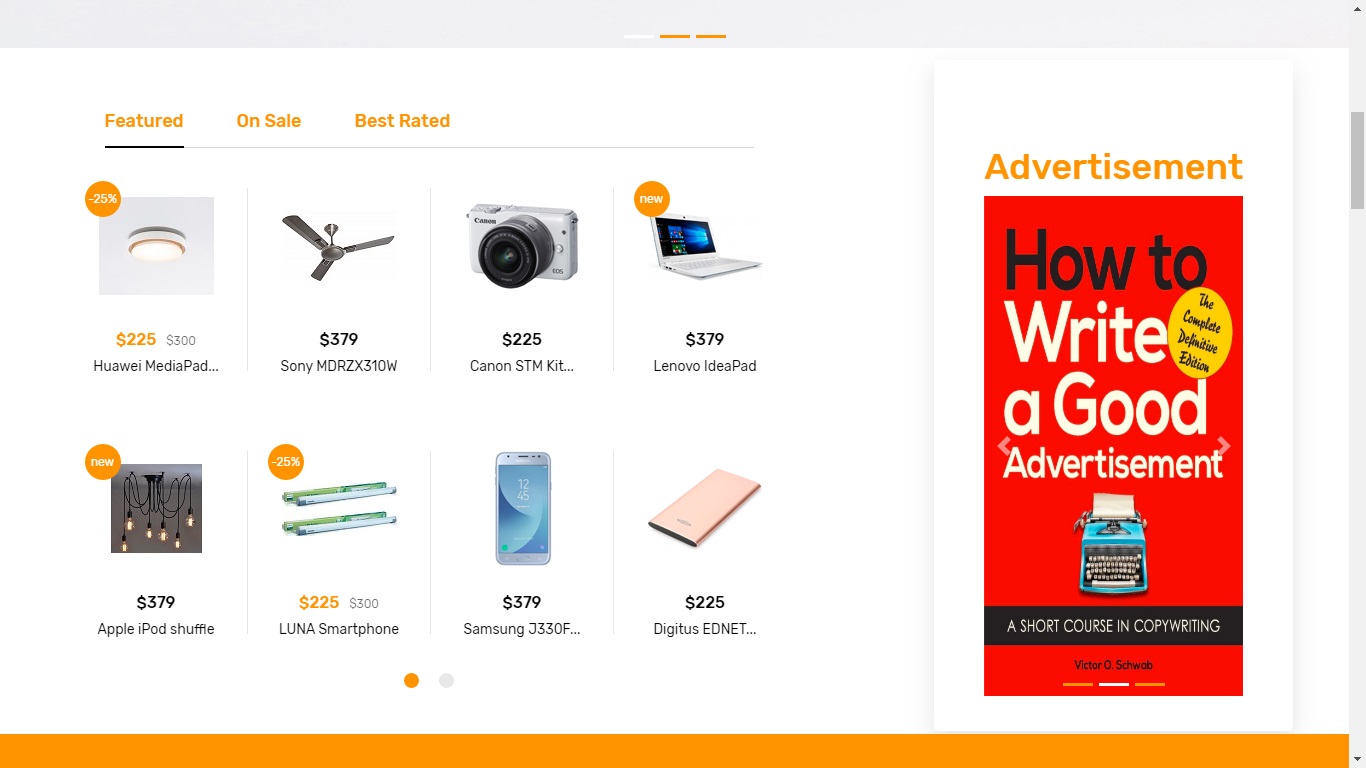 Featured
On Sale
Best Rated
-25%
new
Canon
EOS
$225 $300
$379
$225
$379
Huawei MediaPad...
Sony MDRZX310W
Canon STM Kit...
Lenovo IdeaPad
new
-25%
12
45
$379
$225 $300
$379
$225
Apple iPod shuffle
LUNA Smartphone
Samsung J330F...
Digitus EDNET...
Advertisement
How to
Write
a Good
Advertisement
The
Complete
Definitive
Edition
A SHORT COURSE IN COPYWRITING
Victor O. Schwab